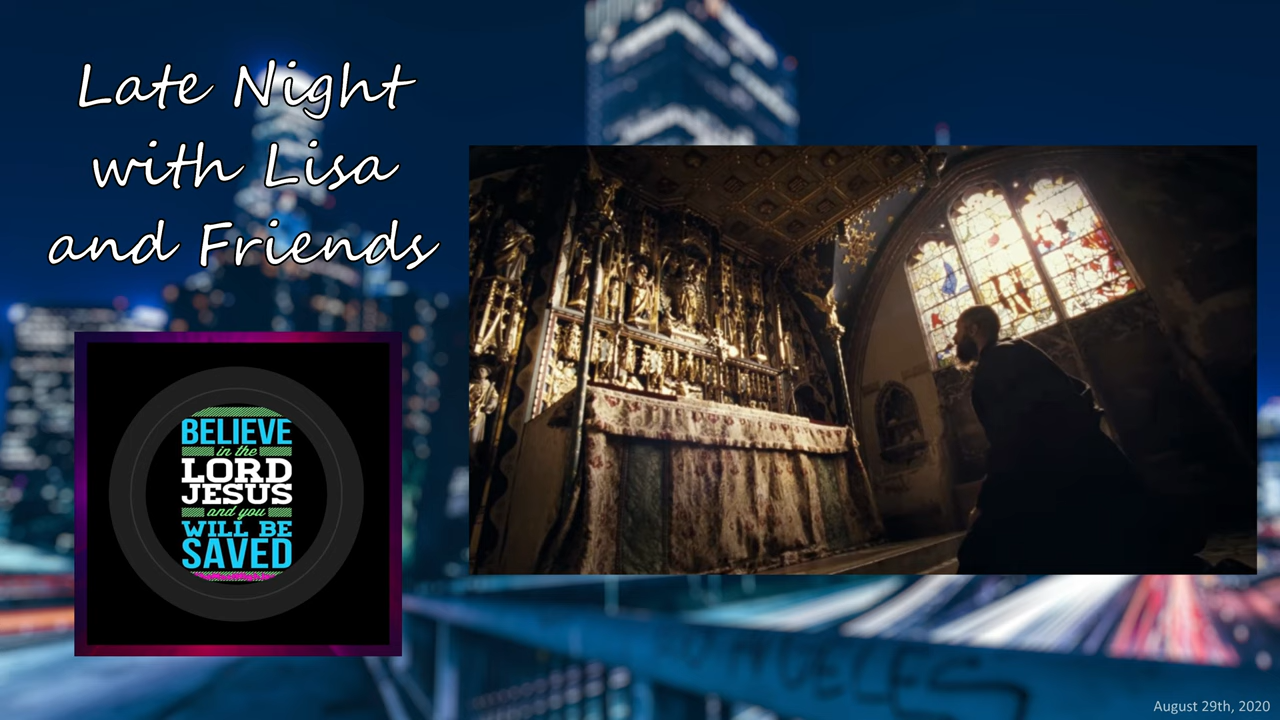 Late Night
with Lisa
and Friends
BELIEVE
in the
LORD
JESUS
and you
WILL BE
SAVED
August 29th, 2020